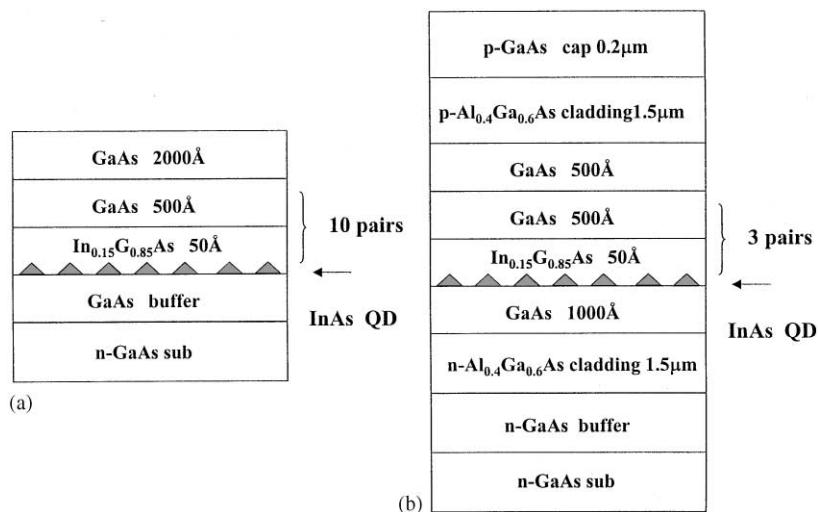 GaAs 2000Å
GaAs 500Å
In0.15G0.85As 50Å
10 pairs
GaAs buffer
InAs QD
n-GaAs sub
(a)
p-GaAs cap 0.2μm
p-Al0.4Ga0.6As cladding1.5μm
GaAs 500Å
GaAs 500Å
In0.15G0.85As 50Å
3 pairs
GaAs 1000Å
InAs QD
n-Al0.4Ga0.6As cladding 1.5μm
n-GaAs buffer
n-GaAs sub
(b)